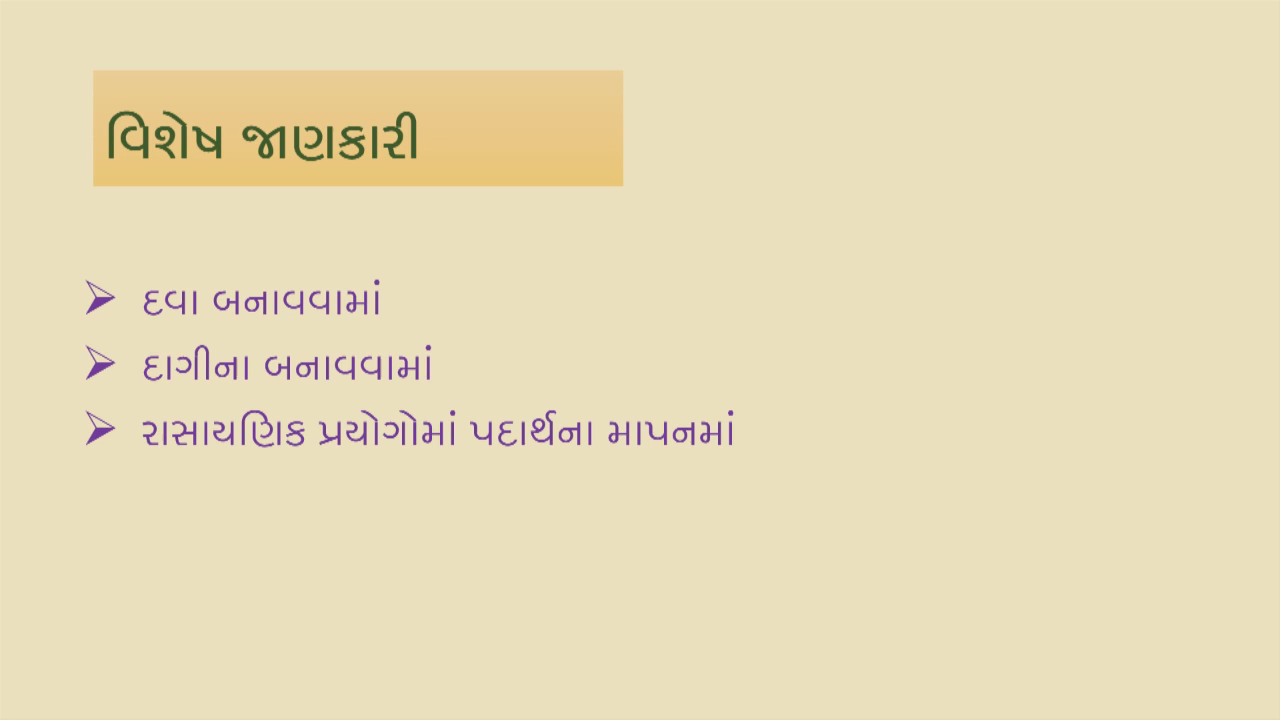 વિશેષ જાણકારી
➢ દવા બનાવવામાં
➢ દાગીના બનાવવામાં
➢ રાસાયણિક પ્રયોગોમાં પદાર્થના માપનમાં